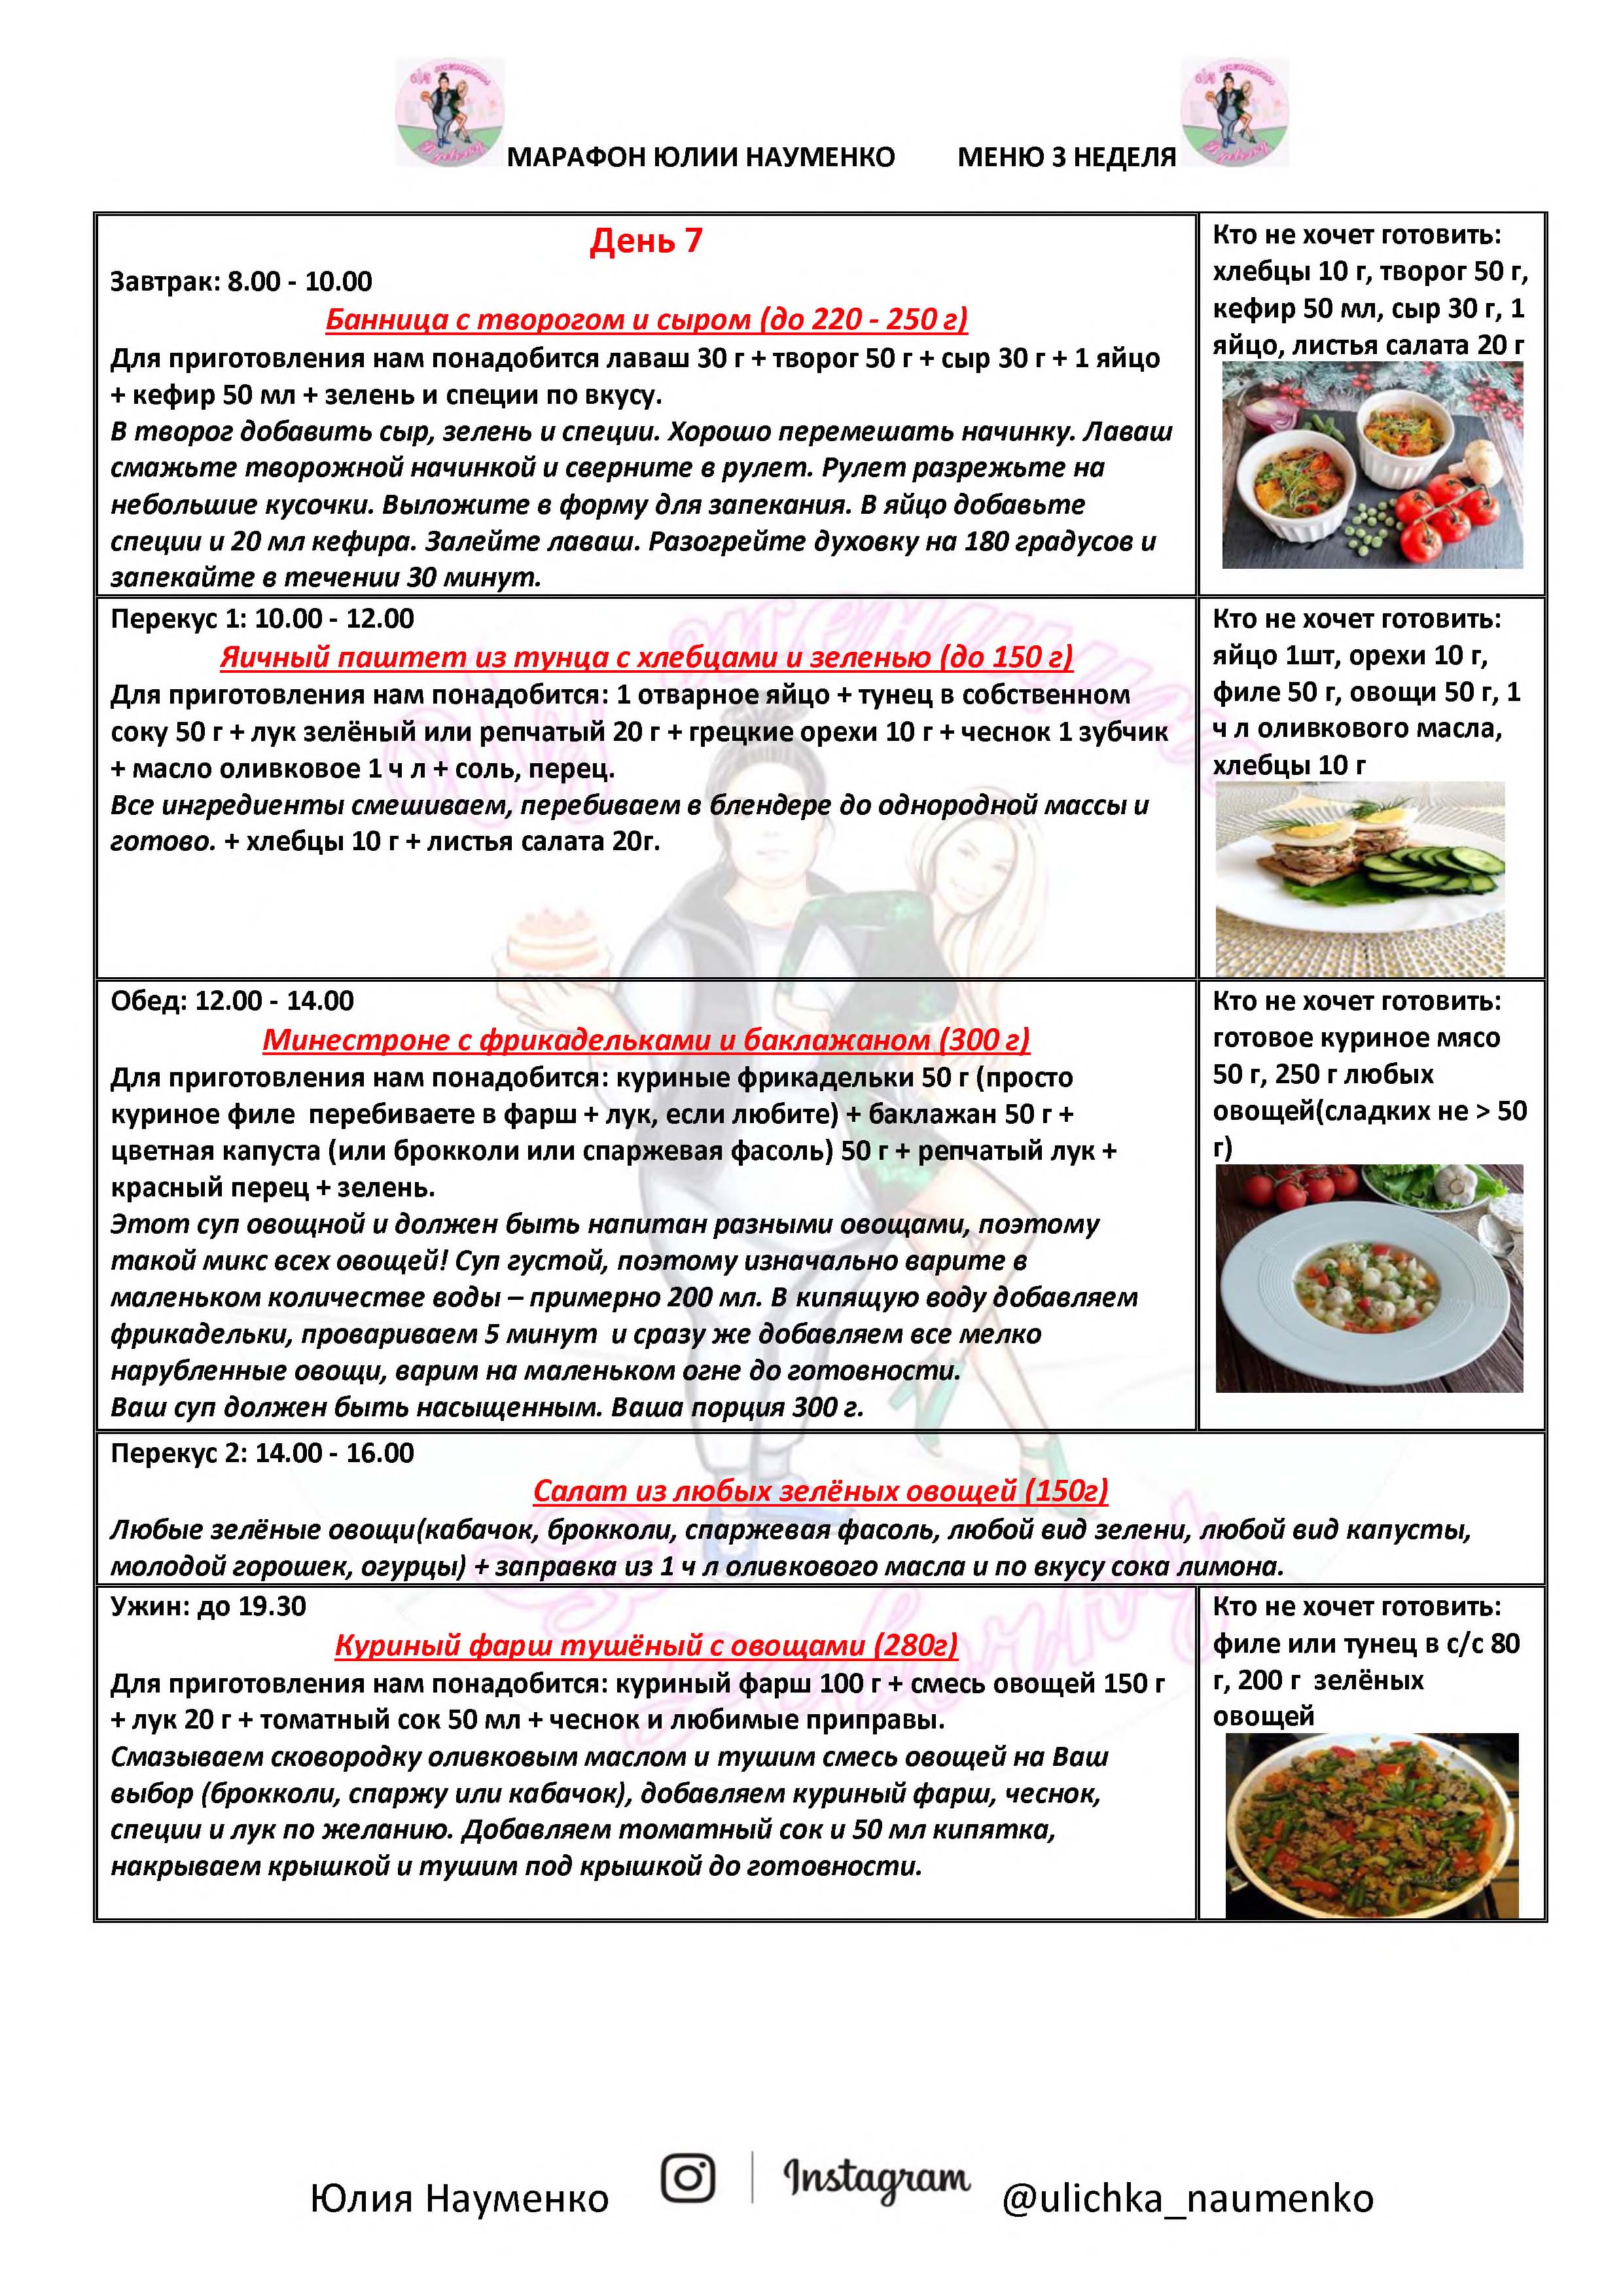 МАРАФОН ЮЛИИ НАУМЕНКО МЕНЮ 3 НЕДЕЛЯ
День 7
Завтрак: 8.00 - 10.00
Банница с творогом и сыром (до 220 - 250 г)
Для приготовления нам понадобится лаваш 30 г + творог 50 г + сыр 30 г + 1 яйцо
+ кефир 50 мл + зелень и специи по вкусу.
В творог добавить сыр, зелень и специи. Хорошо перемешать начинку. Лаваш
смажьте творожной начинкой и сверните в рулет. Рулет разрежьте на
небольшие кусочки. Выложите в форму для запекания. В яйцо добавьте
специи и 20 мл кефира. Залейте лаваш. Разогрейте духовку на 180 градусов и
запекайте в течении 30 минут.
Кто не хочет готовить:
хлебцы 10 г, творог 50 г,
кефир 50 мл, сыр 30 г, 1
яйцо, листья салата 20 г
Перекус 1: 10.00 - 12.00
Яичный паштет из тунца с хлебцами и зеленью (до 150 г)
Для приготовления нам понадобится: 1 отварное яйцо + тунец в собственном
соку 50 г + лук зелёный или репчатый 20 г + грецкие орехи 10 г + чеснок 1 зубчик
+ масло оливковое 1 ч л + соль, перец.
Все ингредиенты смешиваем, перебиваем в блендере до однородной массы и
готово. + хлебцы 10 г + листья салата 20г.
Кто не хочет готовить:
яйцо 1шт, орехи 10 г,
филе 50 г, овощи 50 г, 1
ч л оливкового масла,
хлебцы 10 г
Обед: 12.00 - 14.00
Минестроне с фрикадельками и баклажаном (300 г)
Для приготовления нам понадобится: куриные фрикадельки 50 г (просто
куриное филе перебиваете в фарш + лук, если любите) + баклажан 50 г +
цветная капуста (или брокколи или спаржевая фасоль) 50 г + репчатый лук +
красный перец + зелень.
Этот суп овощной и должен быть напитан разными овощами, поэтому
такой микс всех овощей! Суп густой, поэтому изначально варите в
маленьком количестве воды – примерно 200 мл. В кипящую воду добавляем
фрикадельки, провариваем 5 минут и сразу же добавляем все мелко
нарубленные овощи, варим на маленьком огне до готовности.
Ваш суп должен быть насыщенным. Ваша порция 300 г.
Кто не хочет готовить:
готовое куриное мясо
50 г, 250 г любых
овощей(сладких не > 50
г)
Перекус 2: 14.00 - 16.00
Салат из любых зелёных овощей (150г)
Любые зелёные овощи(кабачок, брокколи, спаржевая фасоль, любой вид зелени, любой вид капусты,
молодой горошек, огурцы) + заправка из 1 ч л оливкового масла и по вкусу сока лимона.
Ужин: до 19.30
Куриный фарш тушёный с овощами (280г)
Для приготовления нам понадобится: куриный фарш 100 г + смесь овощей 150 г
+ лук 20 г + томатный сок 50 мл + чеснок и любимые приправы.
Смазываем сковородку оливковым маслом и тушим смесь овощей на Ваш
выбор (брокколи, спаржу или кабачок), добавляем куриный фарш, чеснок,
специи и лук по желанию. Добавляем томатный сок и 50 мл кипятка,
накрываем крышкой и тушим под крышкой до готовности.
Кто не хочет готовить:
филе или тунец в с/с 80
г, 200 г зелёных
овощей
Юлия Науменко Instagram @ulichka_naumenko